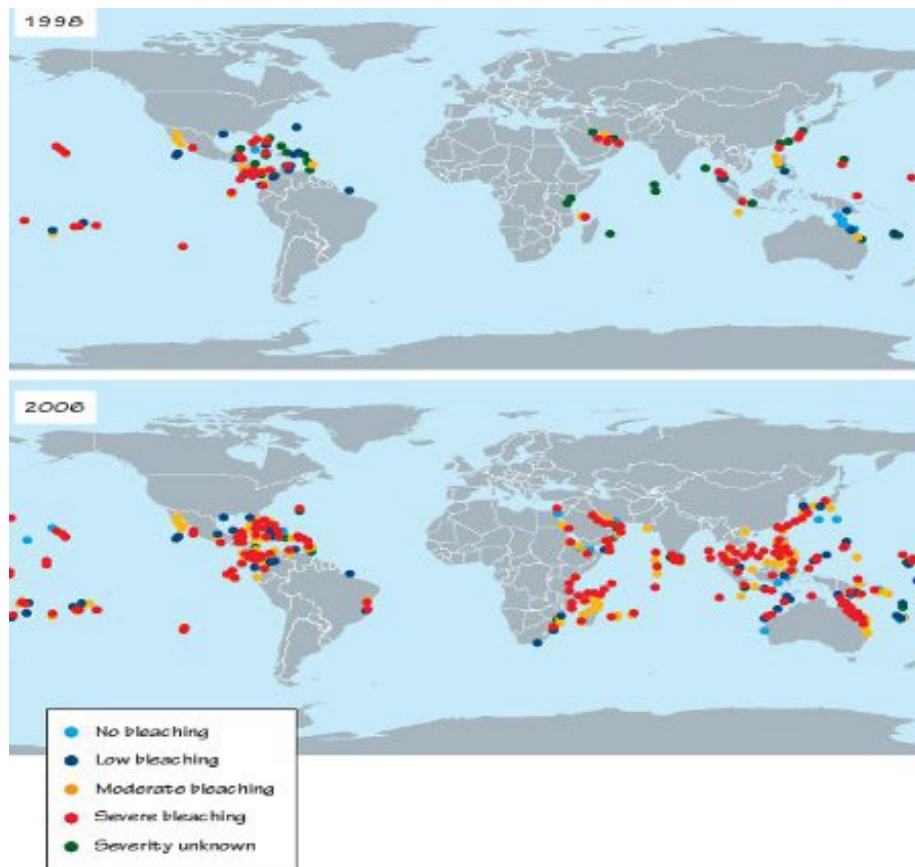 1998
2006
No bleaching
Low bleaching
Moderate bleaching
Severe bleaching
Severity unknown